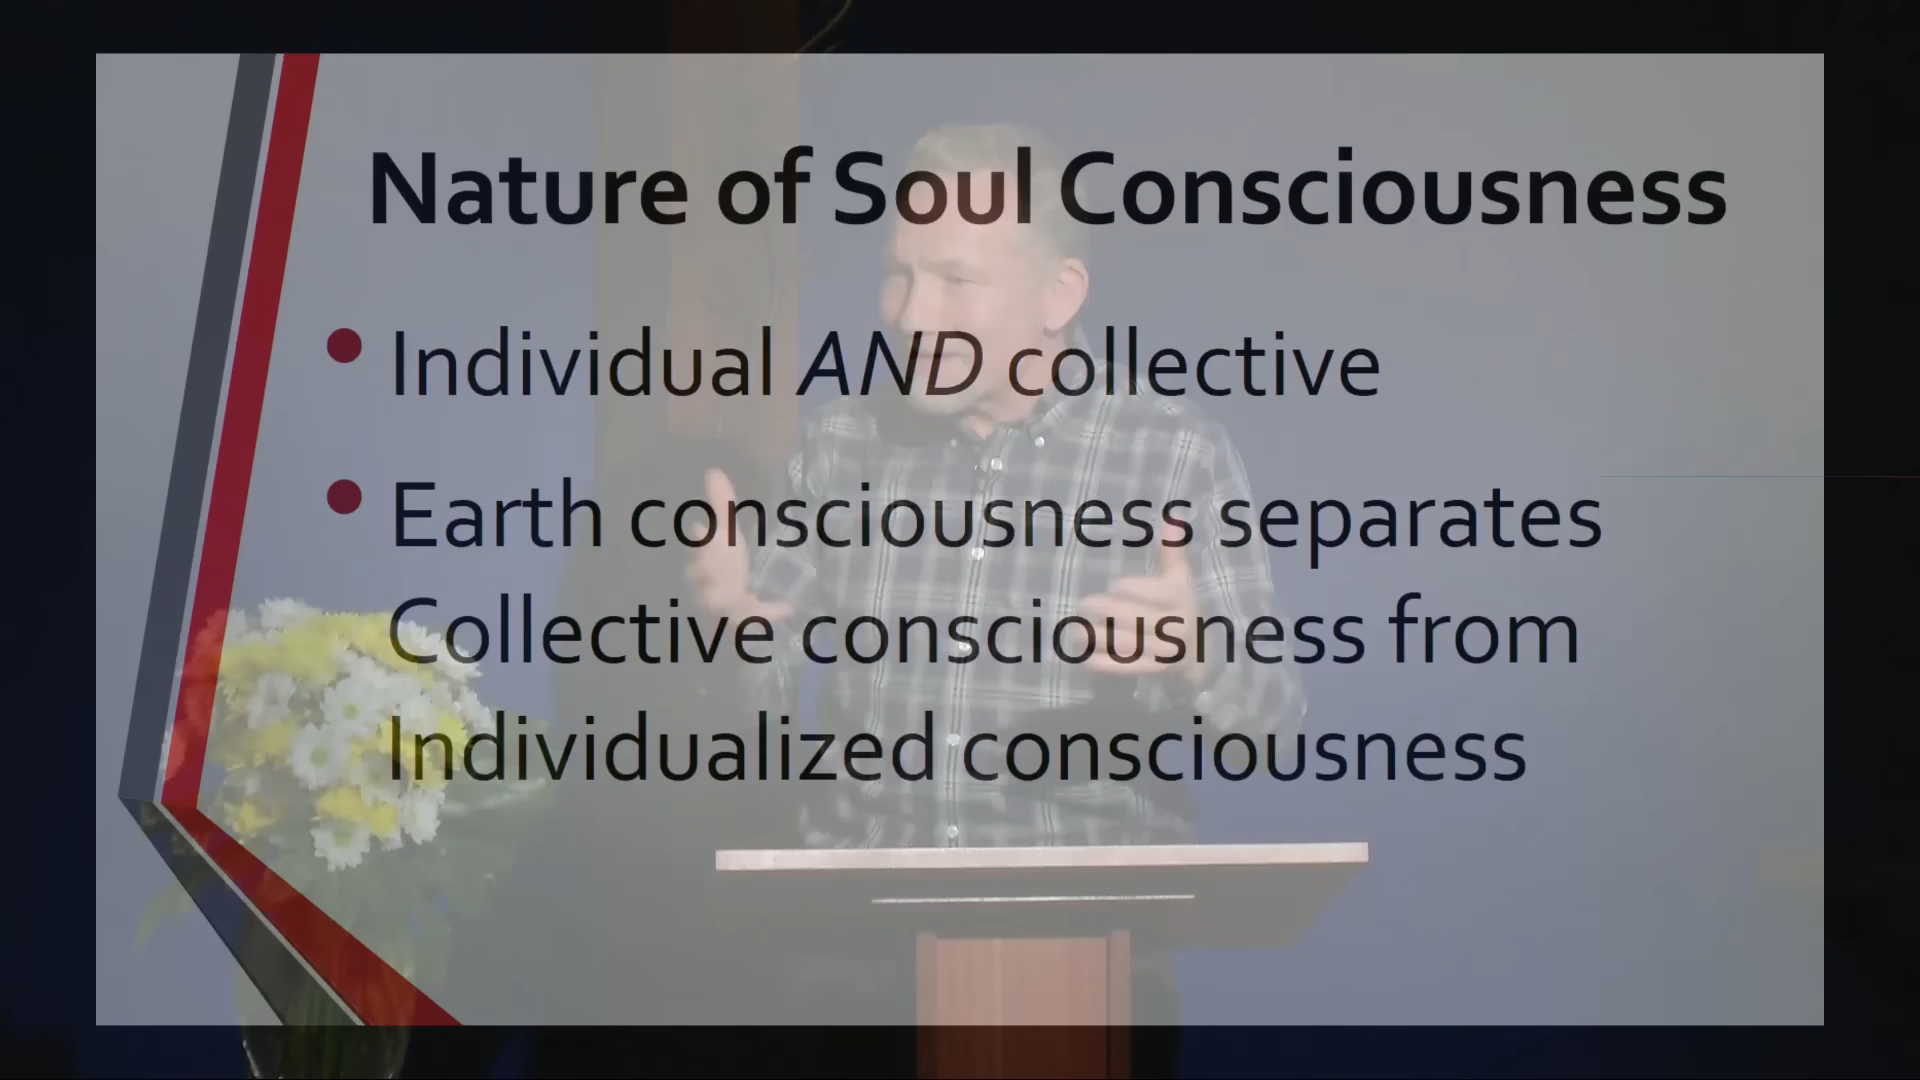 Nature of Soul Consciousness
• Individual AND collective
• Earth consciousness separates
Collective consciousness from
Individualized consciousness